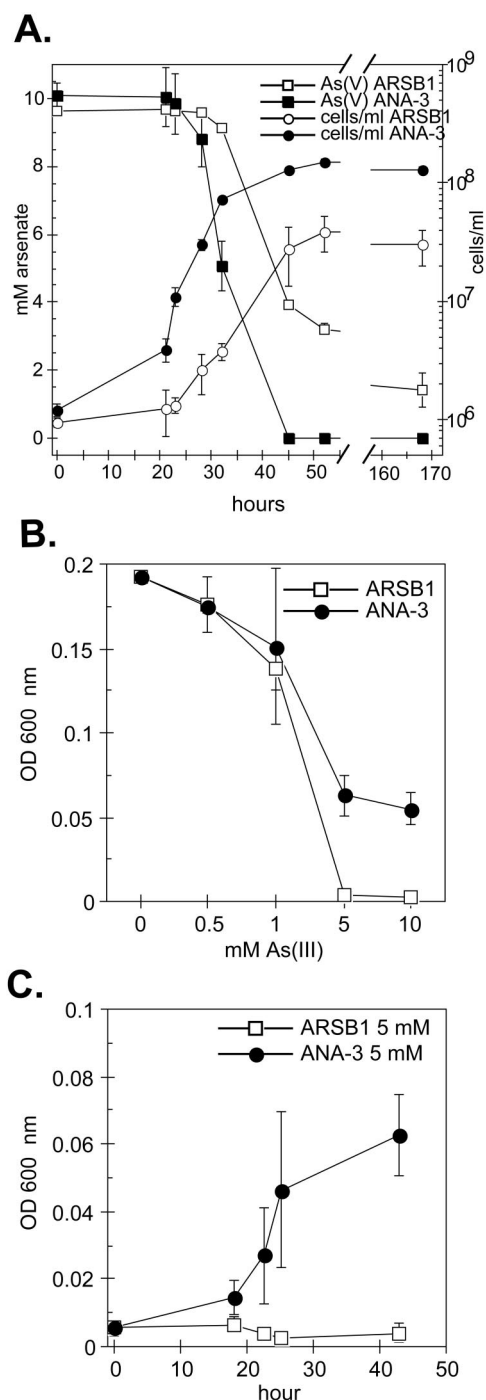 A.
As(V) ARSB1
As(V) ANA-3
cells/ml ARSB1
cells/ml ANA-3
mM arsenate
10
8
6
4
2
0
cells/ml
10^9
10^8
10^7
10^6
0 10 20 30 40 50 160 170
hours
B.
ARSB1
ANA-3
OD 600 nm
0.2
0.15
0.1
0.05
0
0 0.5 1 5 10
mM As(III)
C.
ARSB1 5 mM
ANA-3 5 mM
OD 600 nm
0.1
0.08
0.06
0.04
0.02
0
0 10 20 30 40 50
hour